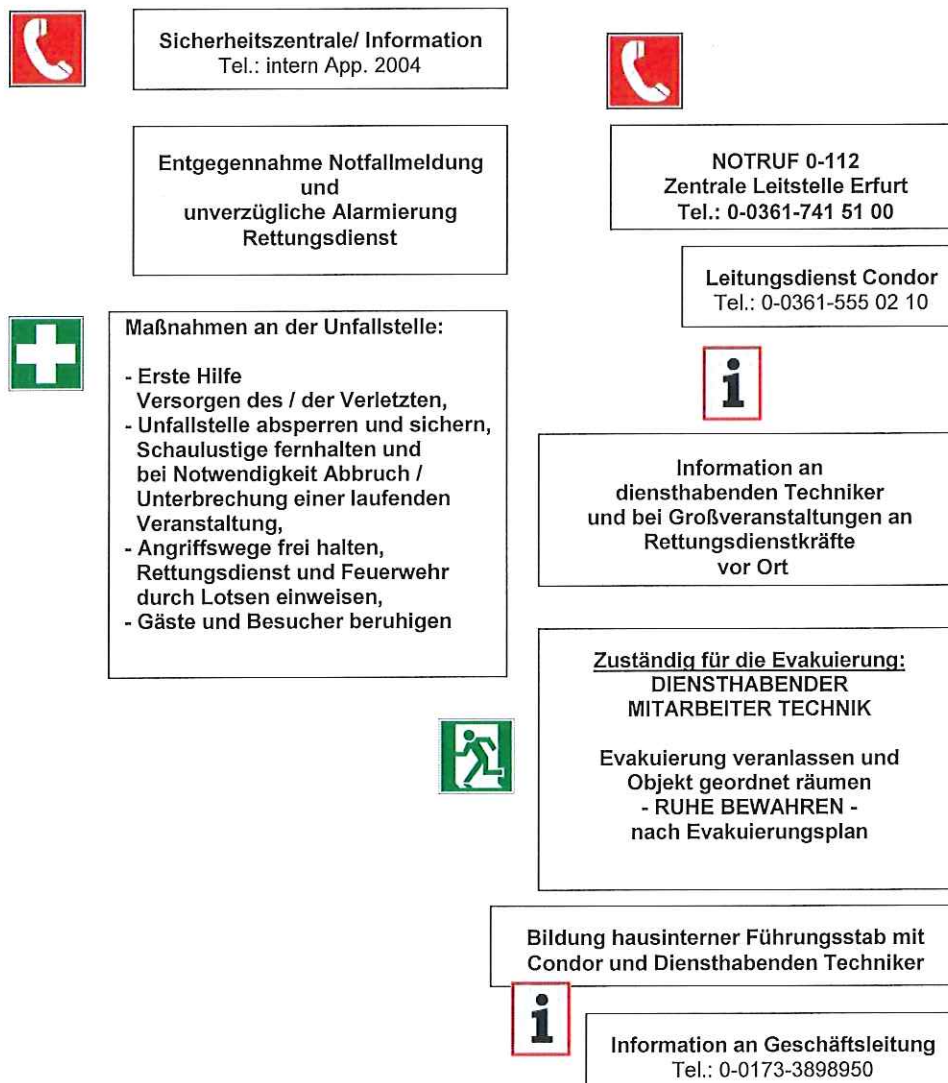 Sicherheitszentrale/ Information
Tel.: intern App. 2004
Entgegennahme Notfallmeldung
und
unverzügliche Alarmierung
Rettungsdienst
NOTRUF 0-112
Zentrale Leitstelle Erfurt
Tel.: 0-0361-741 51 00
Leitungsdienst Condor
Tel.: 0-0361-555 02 10
Maßnahmen an der Unfallstelle:
- Erste Hilfe
Versorgen des / der Verletzten,
- Unfallstelle absperren und sichern,
Schaulustige fernhalten und
bei Notwendigkeit Abbruch /
Unterbrechung einer laufenden
Veranstaltung,
- Angriffswege frei halten,
Rettungsdienst und Feuerwehr
durch Lotsen einweisen,
- Gäste und Besucher beruhigen
i
Information an
diensthabenden Techniker
und bei Großveranstaltungen an
Rettungsdienstkräfte
vor Ort
Zuständig für die Evakuierung:
DIENSTHABENDER
MITARBEITER TECHNIK
Evakuierung veranlassen und
Objekt geordnet räumen
- RUHE BEWAHREN -
nach Evakuierungsplan
Bildung hausinterner Führungsstab mit
Condor und Diensthabenden Techniker
i
Information an Geschäftsleitung
Tel.: 0-0173-3898950